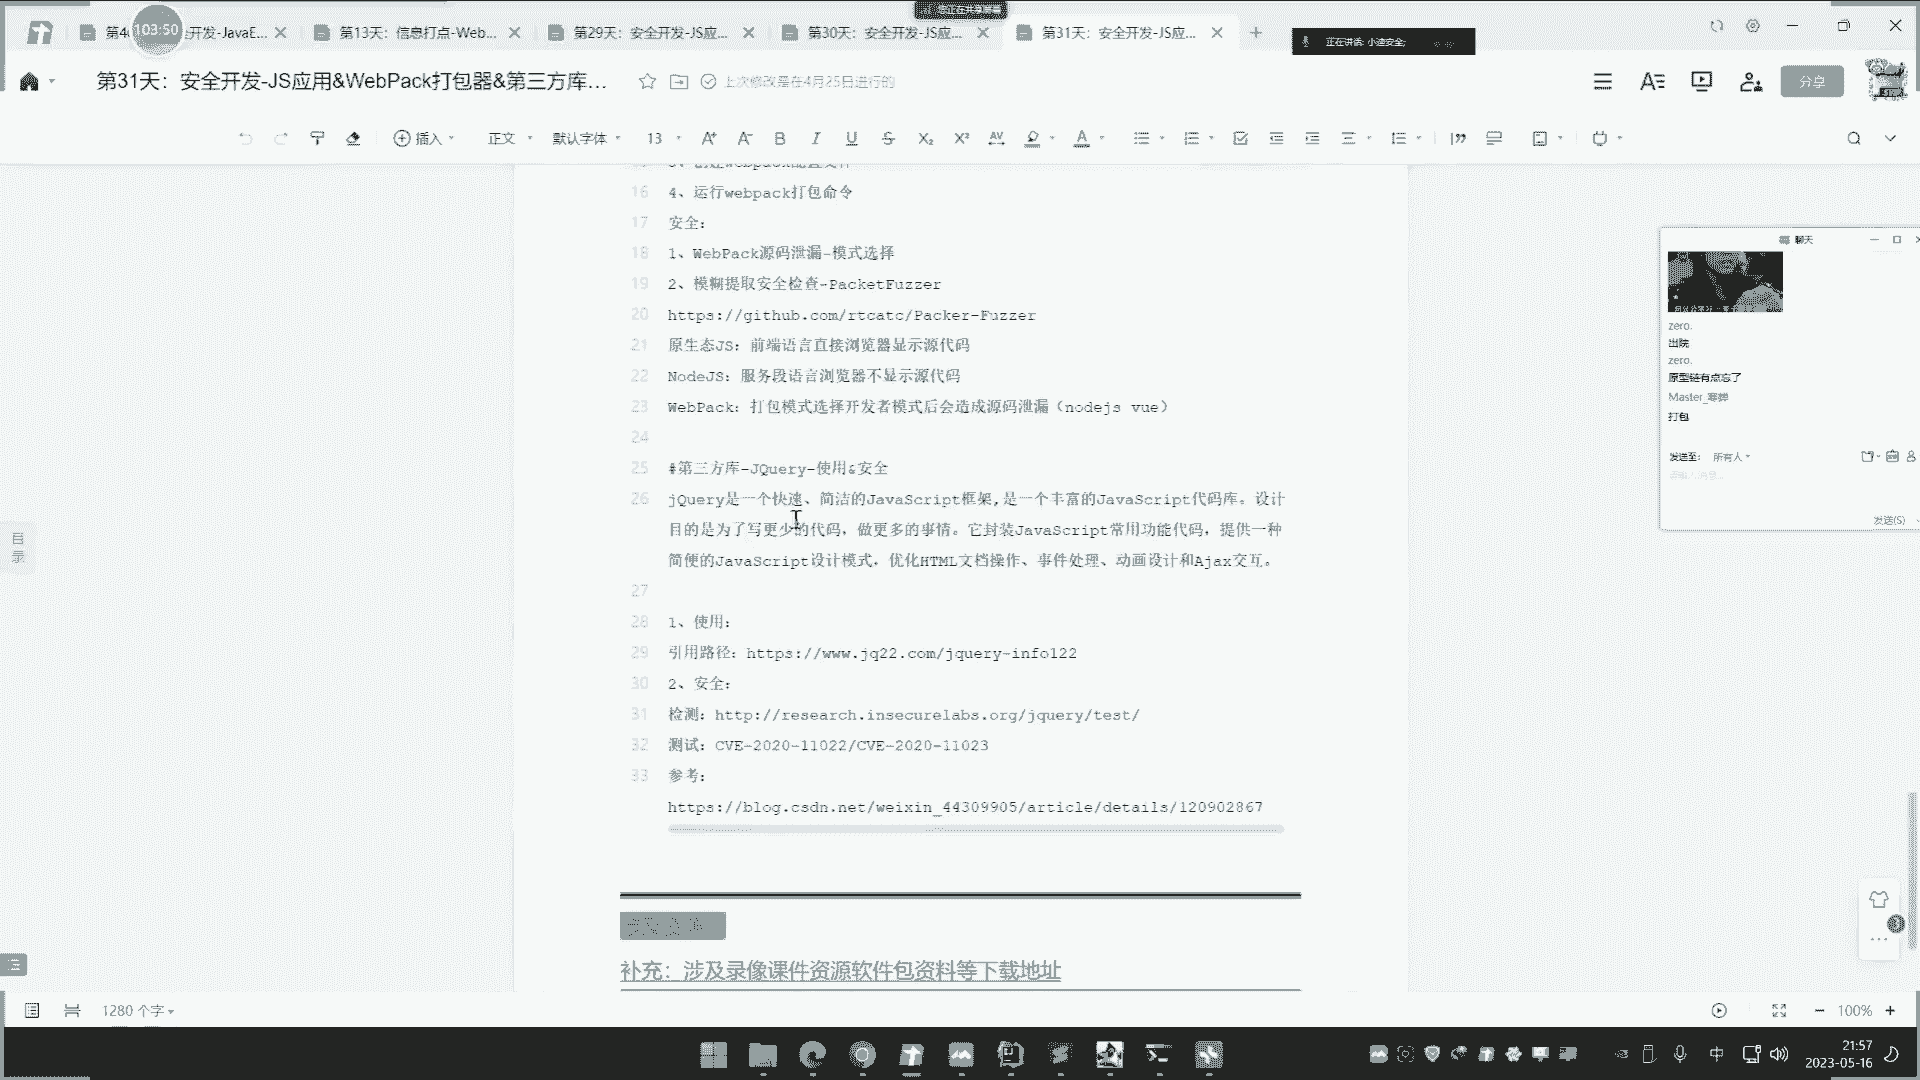 103:50
第13天：信息打点-Web...
第29天：安全开发-JS应...
第30天：安全开发-JS应...
第31天：安全开发-JS应...
正在讲话: 小迪安全;
第31天：安全开发-JS应用&WebPack打包器&第三方库...
上次修改是在4月25日进行的
分享
插入
正文
默认字体
13
16 4、运行webpack打包命令
17 安全：
18 1、WebPack源码泄漏-模式选择
19 2、模糊提取安全检查-PacketFuzzer
20 https://github.com/rtcatc/Packer-Fuzzer
21 原生态JS：前端语言直接浏览器显示源代码
22 NodeJS：服务段语言浏览器不显示源代码
23 WebPack：打包模式选择开发者模式后会造成源码泄漏（nodejs vue）
24
25 #第三方库-JQuery-使用&安全
26 jQuery是一个快速、简洁的JavaScript框架,是一个丰富的JavaScript代码库。设计
目的是为了写更少的代码，做更多的事情。它封装JavaScript常用功能代码，提供一种
简便的JavaScript设计模式，优化HTML文档操作、事件处理、动画设计和Ajax交互。
27
28 1、使用：
29 引用路径：https://www.jq22.com/jquery-info122
30 2、安全：
31 检测：http://research.insecurelabs.org/jquery/test/
32 测试：CVE-2020-11022/CVE-2020-11023
33 参考：
https://blog.csdn.net/weixin_44309905/article/details/120902867
补充：涉及录像课件资源软件包资料等下载地址
目
录
聊天
zero.
出院
zero.
原型链有点忘了
打包
发送至: 所有人
发送(S)
1280 个字
100%
中
21:57
2023-05-16